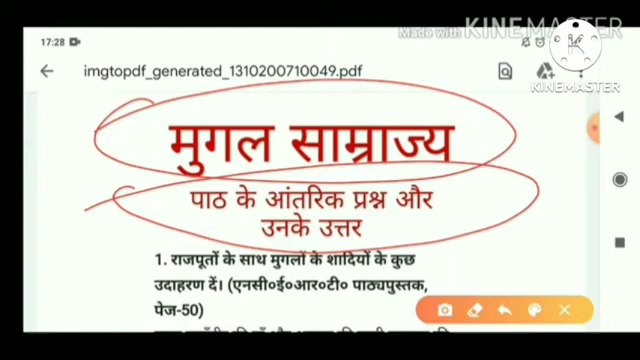 17:28
Made with KINEMASTER
KINEMASTER
imgtopdf_generated_1310200710049.pdf
मुगल साम्राज्य
पाठ के आंतरिक प्रश्न और
उनके उत्तर
1. राजपूतों के साथ मुगलों के शादियों के कुछ
उदाहरण दें। (एनसी०ई०आर०टी० पाठ्यपुस्तक,
पेज-50)